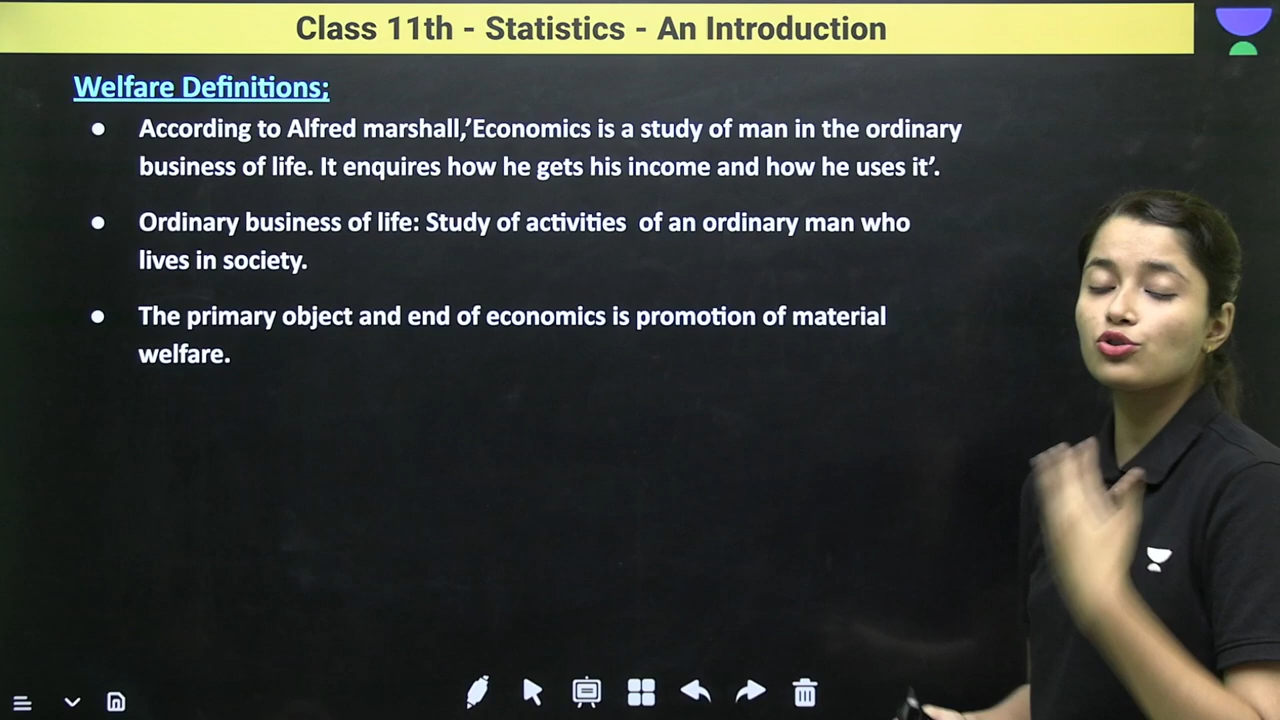 Class 11th - Statistics - An Introduction
Welfare Definitions;
● According to Alfred marshall,’Economics is a study of man in the ordinary
business of life. It enquires how he gets his income and how he uses it’.
● Ordinary business of life: Study of activities  of an ordinary man who
lives in society.
● The primary object and end of economics is promotion of material
welfare.